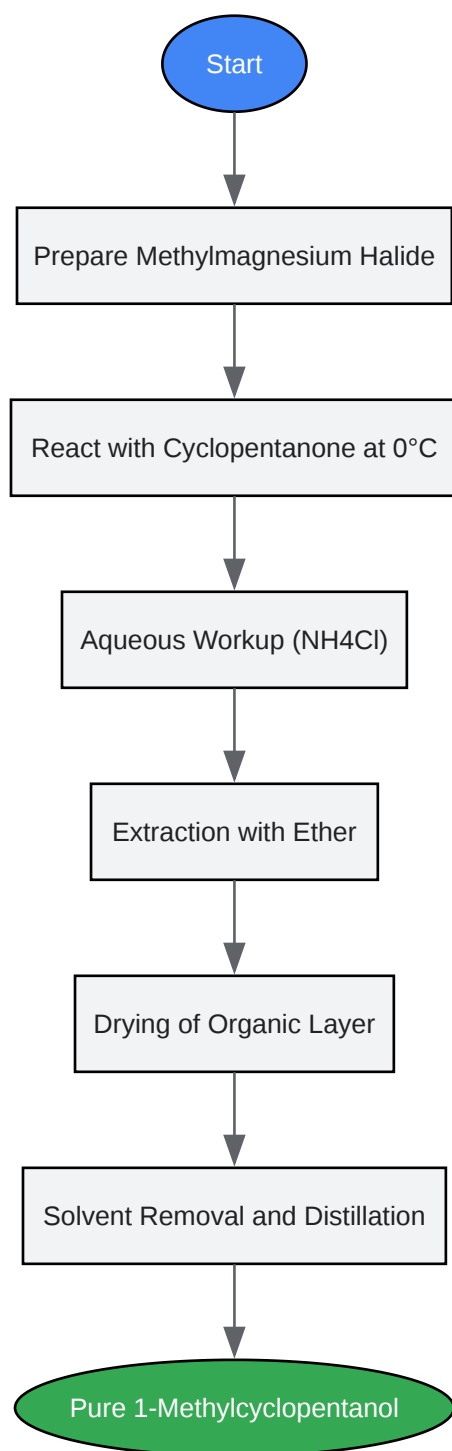 Start
Prepare Methylmagnesium Halide
React with Cyclopentanone at 0°C
Aqueous Workup (NH4Cl)
Extraction with Ether
Drying of Organic Layer
Solvent Removal and Distillation
Pure 1-Methylcyclopentanol